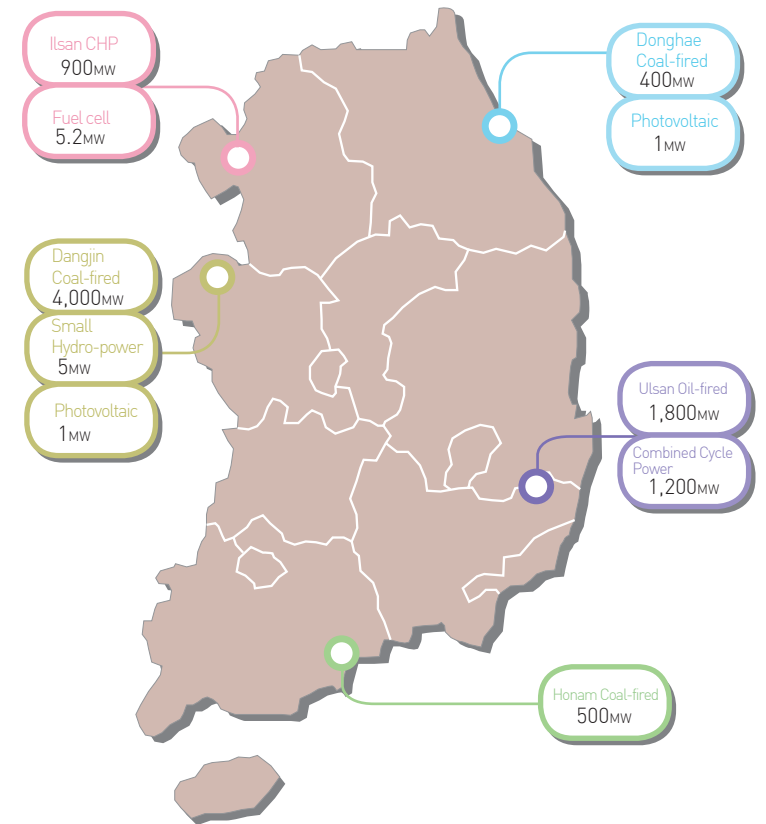 Ilsan CHP
900MW
Fuel cell
5.2MW
Donghae
Coal-fired
400MW
Photovoltaic
1MW
Dangjin
Coal-fired
4,000MW
Small
Hydro-power
5MW
Photovoltaic
1MW
Ulsan Oil-fired
1,800MW
Combined Cycle
Power
1,200MW
Honam Coal-fired
500MW